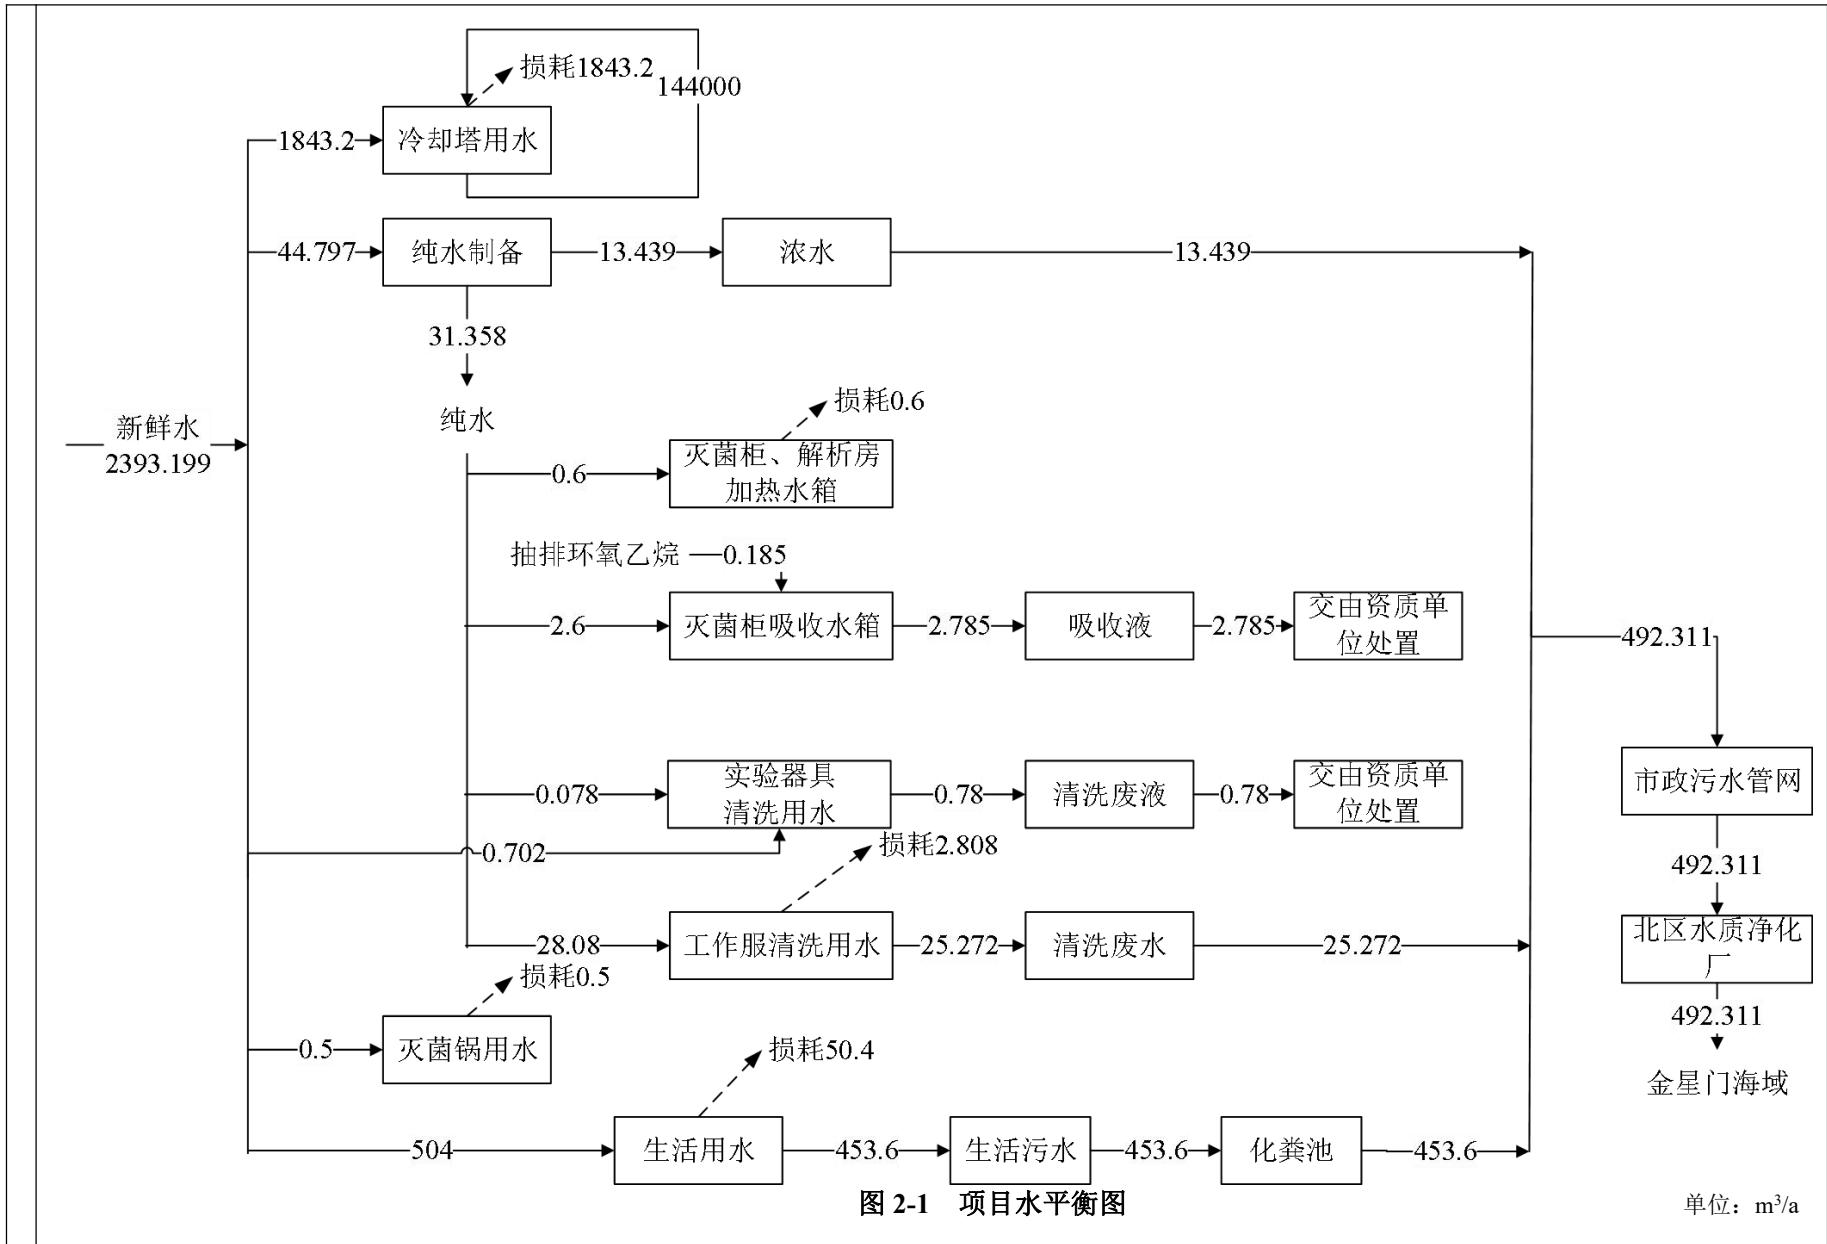 损耗1843.2
144000
1843.2
冷却塔用水
44.797
纯水制备
13.439
浓水
13.439
31.358
纯水
新鲜水
2393.199
损耗0.6
0.6
灭菌柜、解析房
加热水箱
抽排环氧乙烷
0.185
2.6
灭菌柜吸收水箱
2.785
吸收液
2.785
交由资质单
位处置
492.311
0.078
实验器具
清洗用水
0.78
清洗废液
0.78
交由资质单
位处置
市政污水管网
0.702
损耗2.808
492.311
28.08
工作服清洗用水
25.272
清洗废水
25.272
北区水质净化
厂
损耗0.5
492.311
0.5
灭菌锅用水
损耗50.4
金星门海域
504
生活用水
453.6
生活污水
453.6
化粪池
453.6
图 2-1 项目水平衡图
单位：m³/a